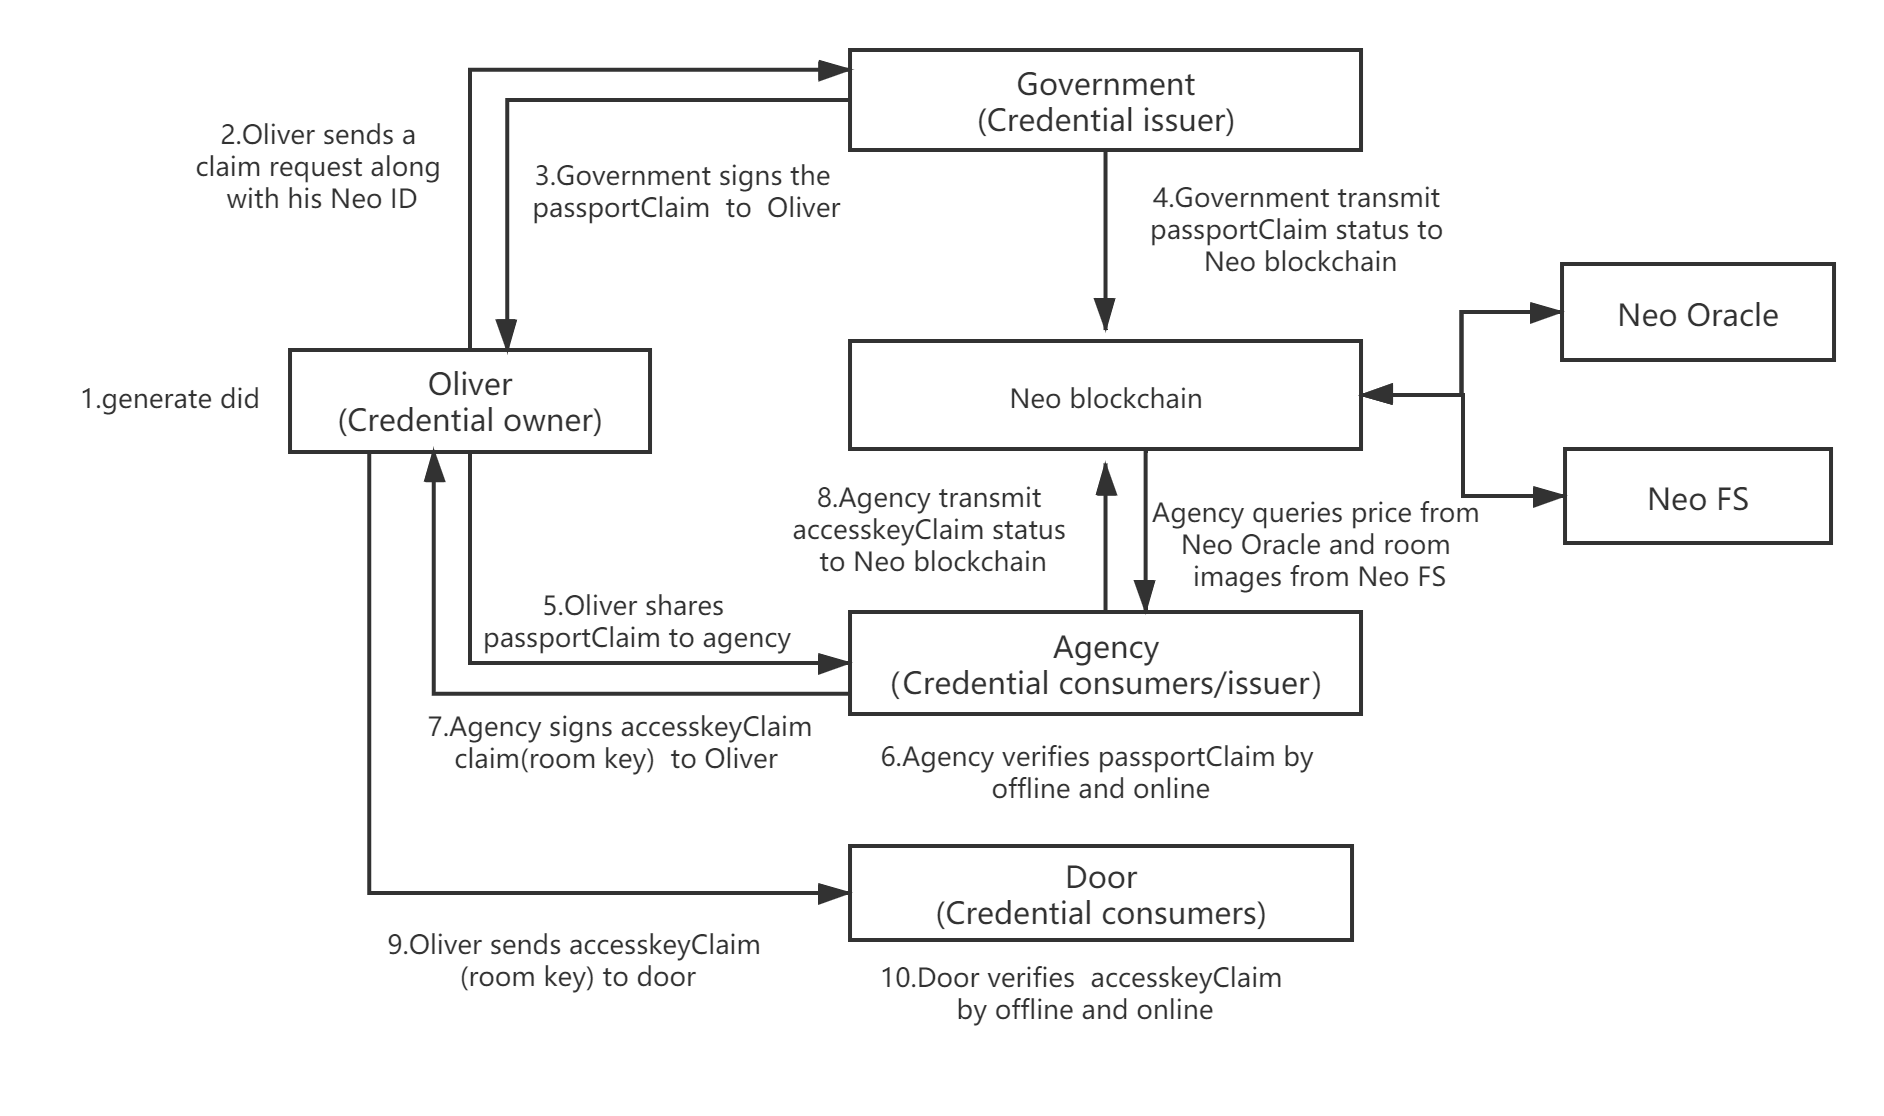 Government
(Credential issuer)
2.Oliver sends a
claim request along
with his Neo ID
3.Government signs the
passportClaim  to  Oliver
4.Government transmit
passportClaim status to
Neo blockchain
Neo Oracle
1.generate did
Oliver
(Credential owner)
Neo blockchain
Neo FS
8.Agency transmit
accesskeyClaim status
to Neo blockchain
Agency queries price from
Neo Oracle and room
images from Neo FS
5.Oliver shares
passportClaim to agency
Agency
(Credential consumers/issuer)
7.Agency signs accesskeyClaim
claim(room key)  to Oliver
6.Agency verifies passportClaim by
offline and online
Door
(Credential consumers)
9.Oliver sends accesskeyClaim
(room key) to door
10.Door verifies  accesskeyClaim
by offline and online